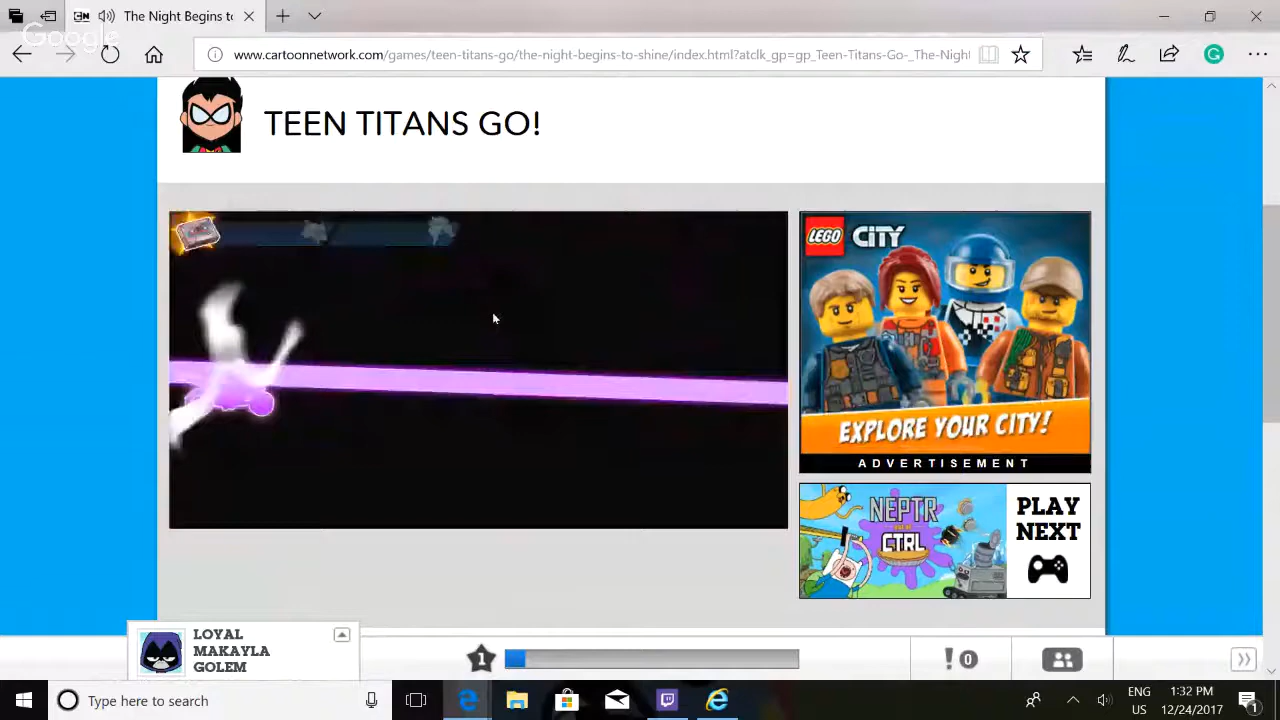 The Night Begins to
Google
www.cartoonnetwork.com/games/teen-titans-go/the-night-begins-to-shine/index.html?atclk_gp=gp_Teen-Titans-Go-_The-Night
G
TEEN TITANS GO!
LEGO CITY
EXPLORE YOUR CITY!
ADVERTISEMENT
NEPTR
CTRL
PLAY
NEXT
LOYAL
MAKAYLA
GOLEM
1
! 0
Type here to search
ENG
US
1:32 PM
12/24/2017
1